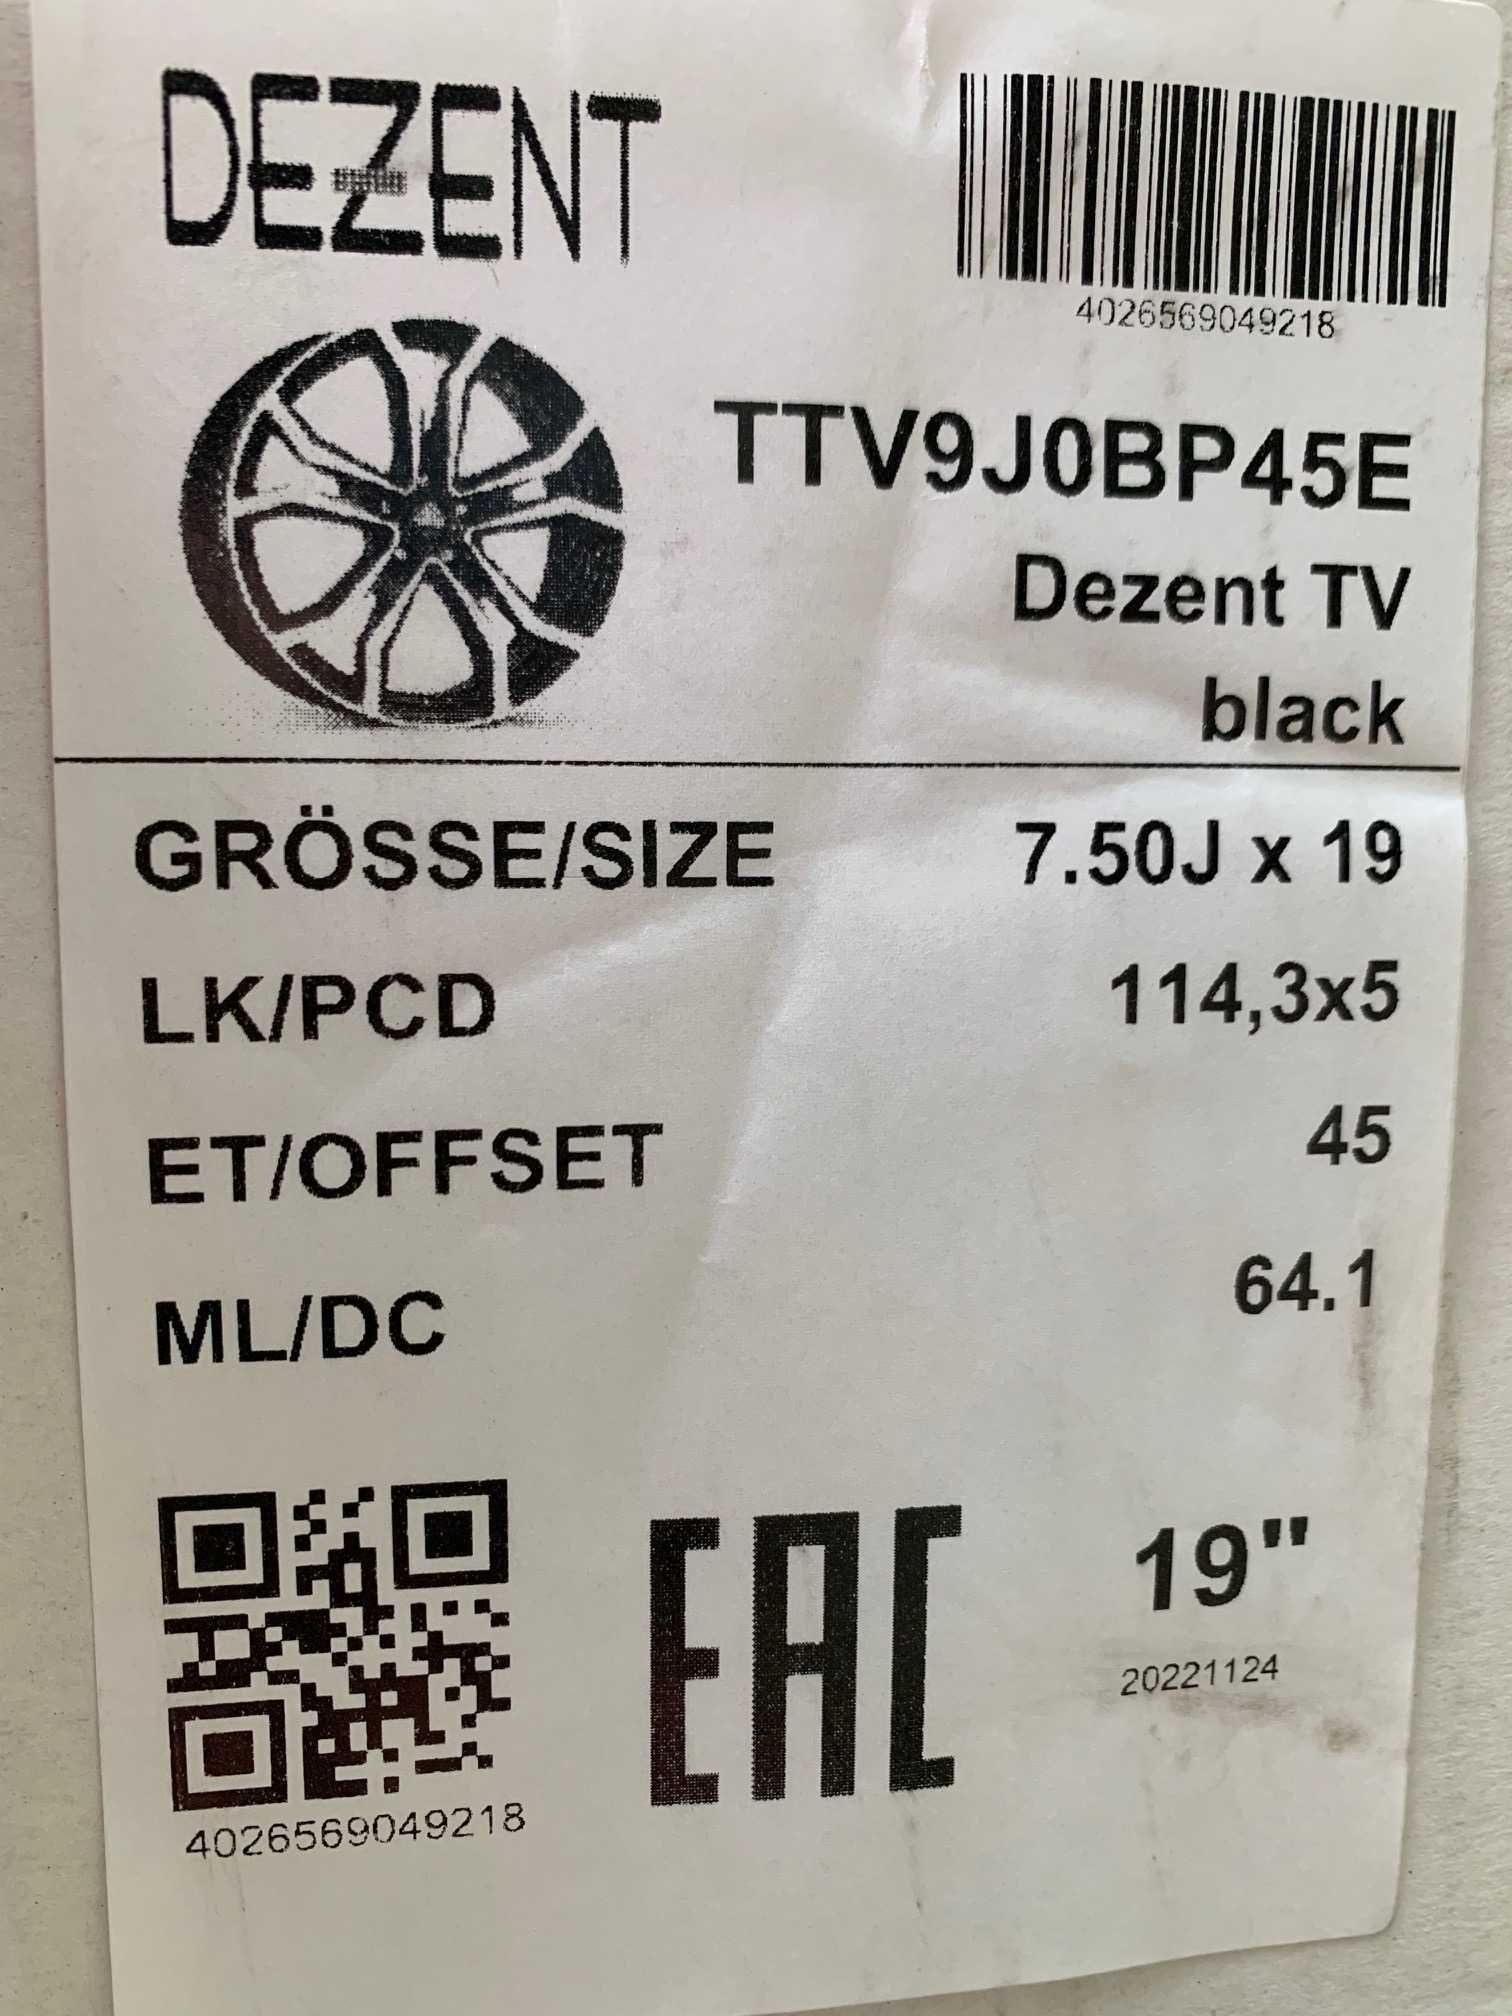 DEZENT
4026569049218
TTV9J0BP45E
Dezent TV
black
GRÖSSE/SIZE 7.50J x 19
LK/PCD 114,3x5
ET/OFFSET 45
ML/DC 64.1
EAC
19"
20221124
4026569049218